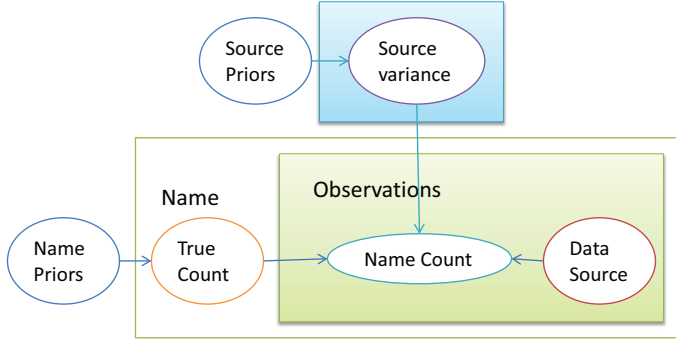 Source
Priors
Source
variance
Name
Observations
Name
Priors
True
Count
Name Count
Data
Source